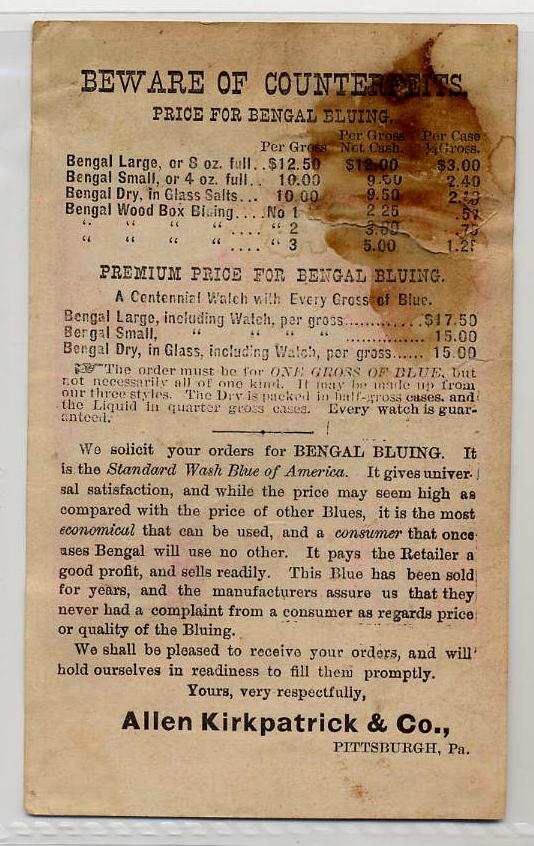 BEWARE OF COUNTERFEITS.
PRICE FOR BENGAL BLUING.
Per Gross Per Gross Net Cash. Per Case ¼ Gross.
Bengal Large, or 8 oz. full.. $12.50 $12.00 $3.00
Bengal Small, or 4 oz. full.. 10.00 9.60 2.40
Bengal Dry, in Glass Salts... 10.00 9.50
Bengal Wood Box Bluing.... No 1 2 25 .57
" " " " .... " 2
" " " " .... " 3 5.00
PREMIUM PRICE FOR BENGAL BLUING.
A Centennial Watch with Every Gross of Blue.
Bengal Large, including Watch, per gross.............$17.50
Bengal Small, " " " " ............... 15.00
Bengal Dry, in Glass, including Watch, per gross...... 15.00
☞ The order must be for ONE GROSS OF BLUE, but
not necessarily all of one kind. It may be made up from
our three styles. The Dry is packed in half-gross cases, and
the Liquid in quarter gross cases. Every watch is guar-
anteed.
We solicit your orders for BENGAL BLUING. It
is the Standard Wash Blue of America. It gives univer-
sal satisfaction, and while the price may seem high as
compared with the price of other Blues, it is the most
economical that can be used, and a consumer that once
uses Bengal will use no other. It pays the Retailer a
good profit, and sells readily. This Blue has been sold
for years, and the manufacturers assure us that they
never had a complaint from a consumer as regards price
or quality of the Bluing.
We shall be pleased to receive your orders, and will
hold ourselves in readiness to fill them promptly.
Yours, very respectfully,
Allen Kirkpatrick & Co.,
PITTSBURGH, Pa.